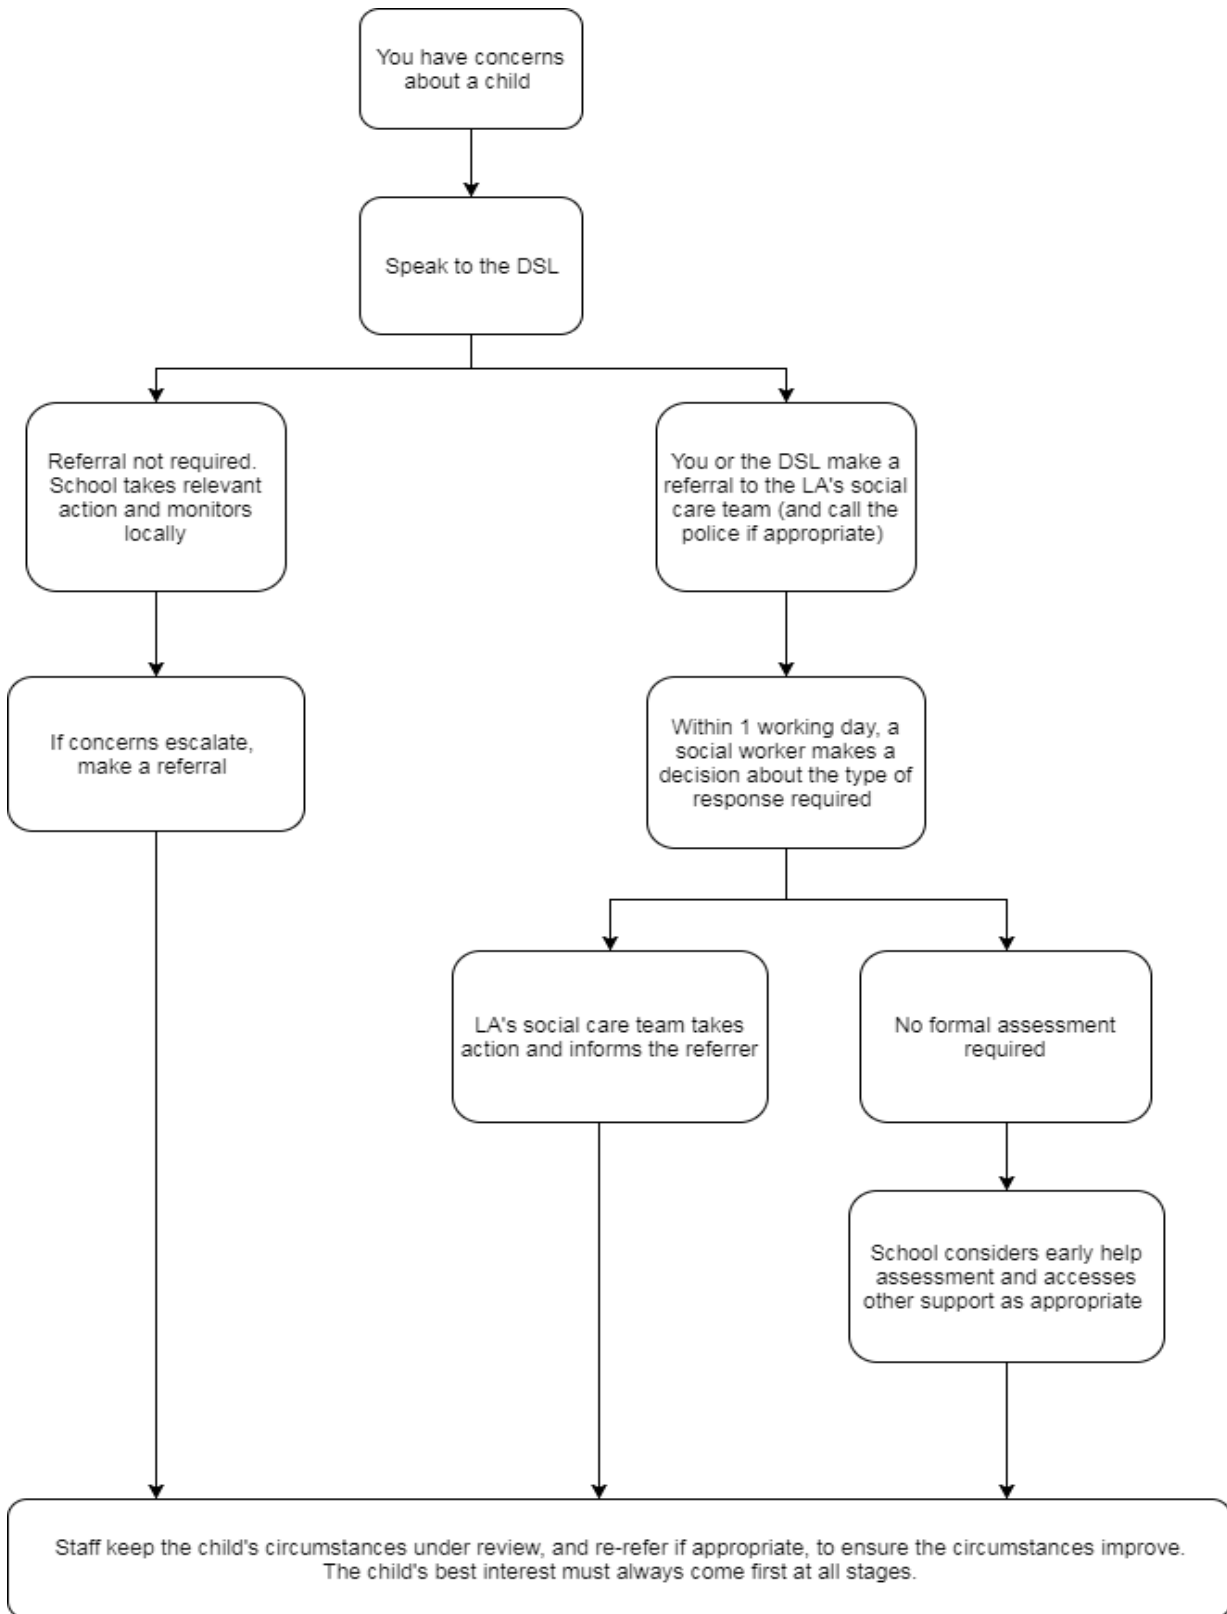 You have concerns
about a child
Speak to the DSL
Referral not required.
School takes relevant
action and monitors
locally
You or the DSL make a
referral to the LA's social
care team (and call the
police if appropriate)
If concerns escalate,
make a referral
Within 1 working day, a
social worker makes a
decision about the type of
response required
LA's social care team takes
action and informs the referrer
No formal assessment
required
School considers early help
assessment and accesses
other support as appropriate
Staff keep the child's circumstances under review, and re-refer if appropriate, to ensure the circumstances improve.
The child's best interest must always come first at all stages.